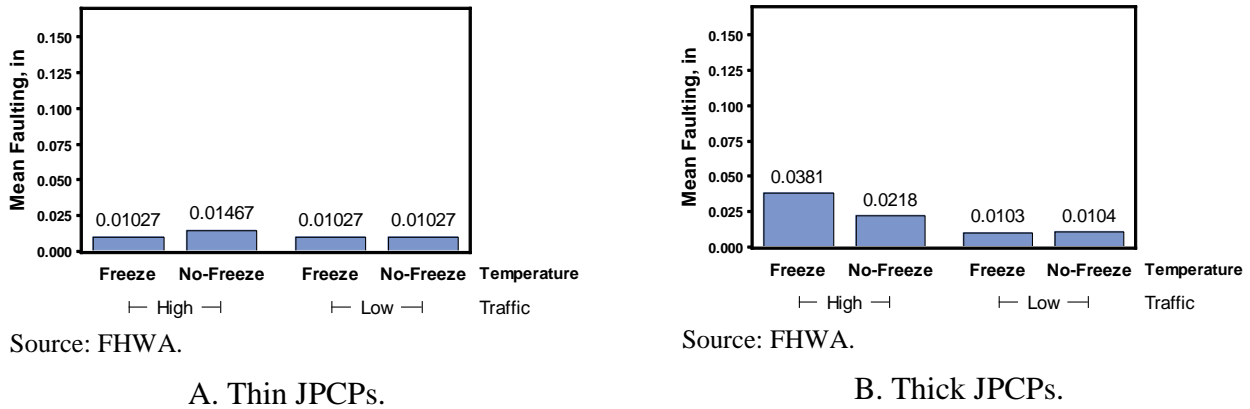 Mean Faulting, in
0.150
0.125
0.100
0.075
0.050
0.025
0.000
0.01027
0.01467
0.01027
0.01027
Freeze No-Freeze Freeze No-Freeze Temperature
High Low Traffic
Source: FHWA.
A. Thin JPCPs.
Mean Faulting, in
0.150
0.125
0.100
0.075
0.050
0.025
0.000
0.0381
0.0218
0.0103
0.0104
Freeze No-Freeze Freeze No-Freeze Temperature
High Low Traffic
Source: FHWA.
B. Thick JPCPs.